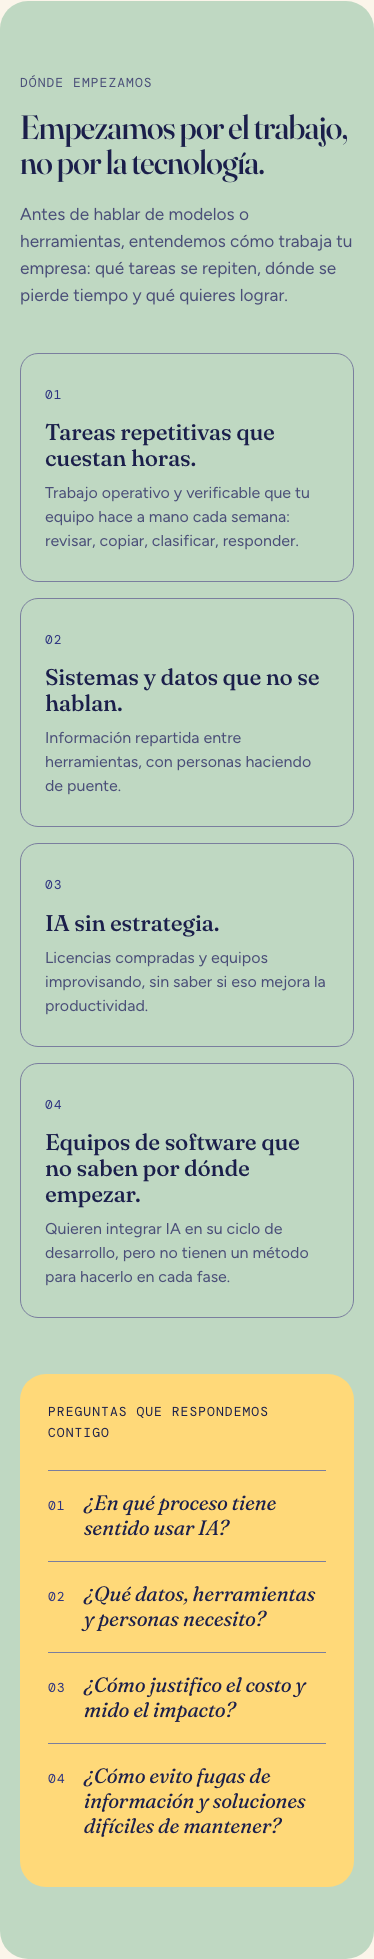 DÓNDE EMPEZAMOS
Empezamos por el trabajo,
no por la tecnología.
Antes de hablar de modelos o
herramientas, entendemos cómo trabaja tu
empresa: qué tareas se repiten, dónde se
pierde tiempo y qué quieres lograr.
01
Tareas repetitivas que
cuestan horas.
Trabajo operativo y verificable que tu
equipo hace a mano cada semana:
revisar, copiar, clasificar, responder.
02
Sistemas y datos que no se
hablan.
Información repartida entre
herramientas, con personas haciendo
de puente.
03
IA sin estrategia.
Licencias compradas y equipos
improvisando, sin saber si eso mejora la
productividad.
04
Equipos de software que
no saben por dónde
empezar.
Quieren integrar IA en su ciclo de
desarrollo, pero no tienen un método
para hacerlo en cada fase.
PREGUNTAS QUE RESPONDEMOS
CONTIGO
01 ¿En qué proceso tiene
sentido usar IA?
02 ¿Qué datos, herramientas
y personas necesito?
03 ¿Cómo justifico el costo y
mido el impacto?
04 ¿Cómo evito fugas de
información y soluciones
difíciles de mantener?